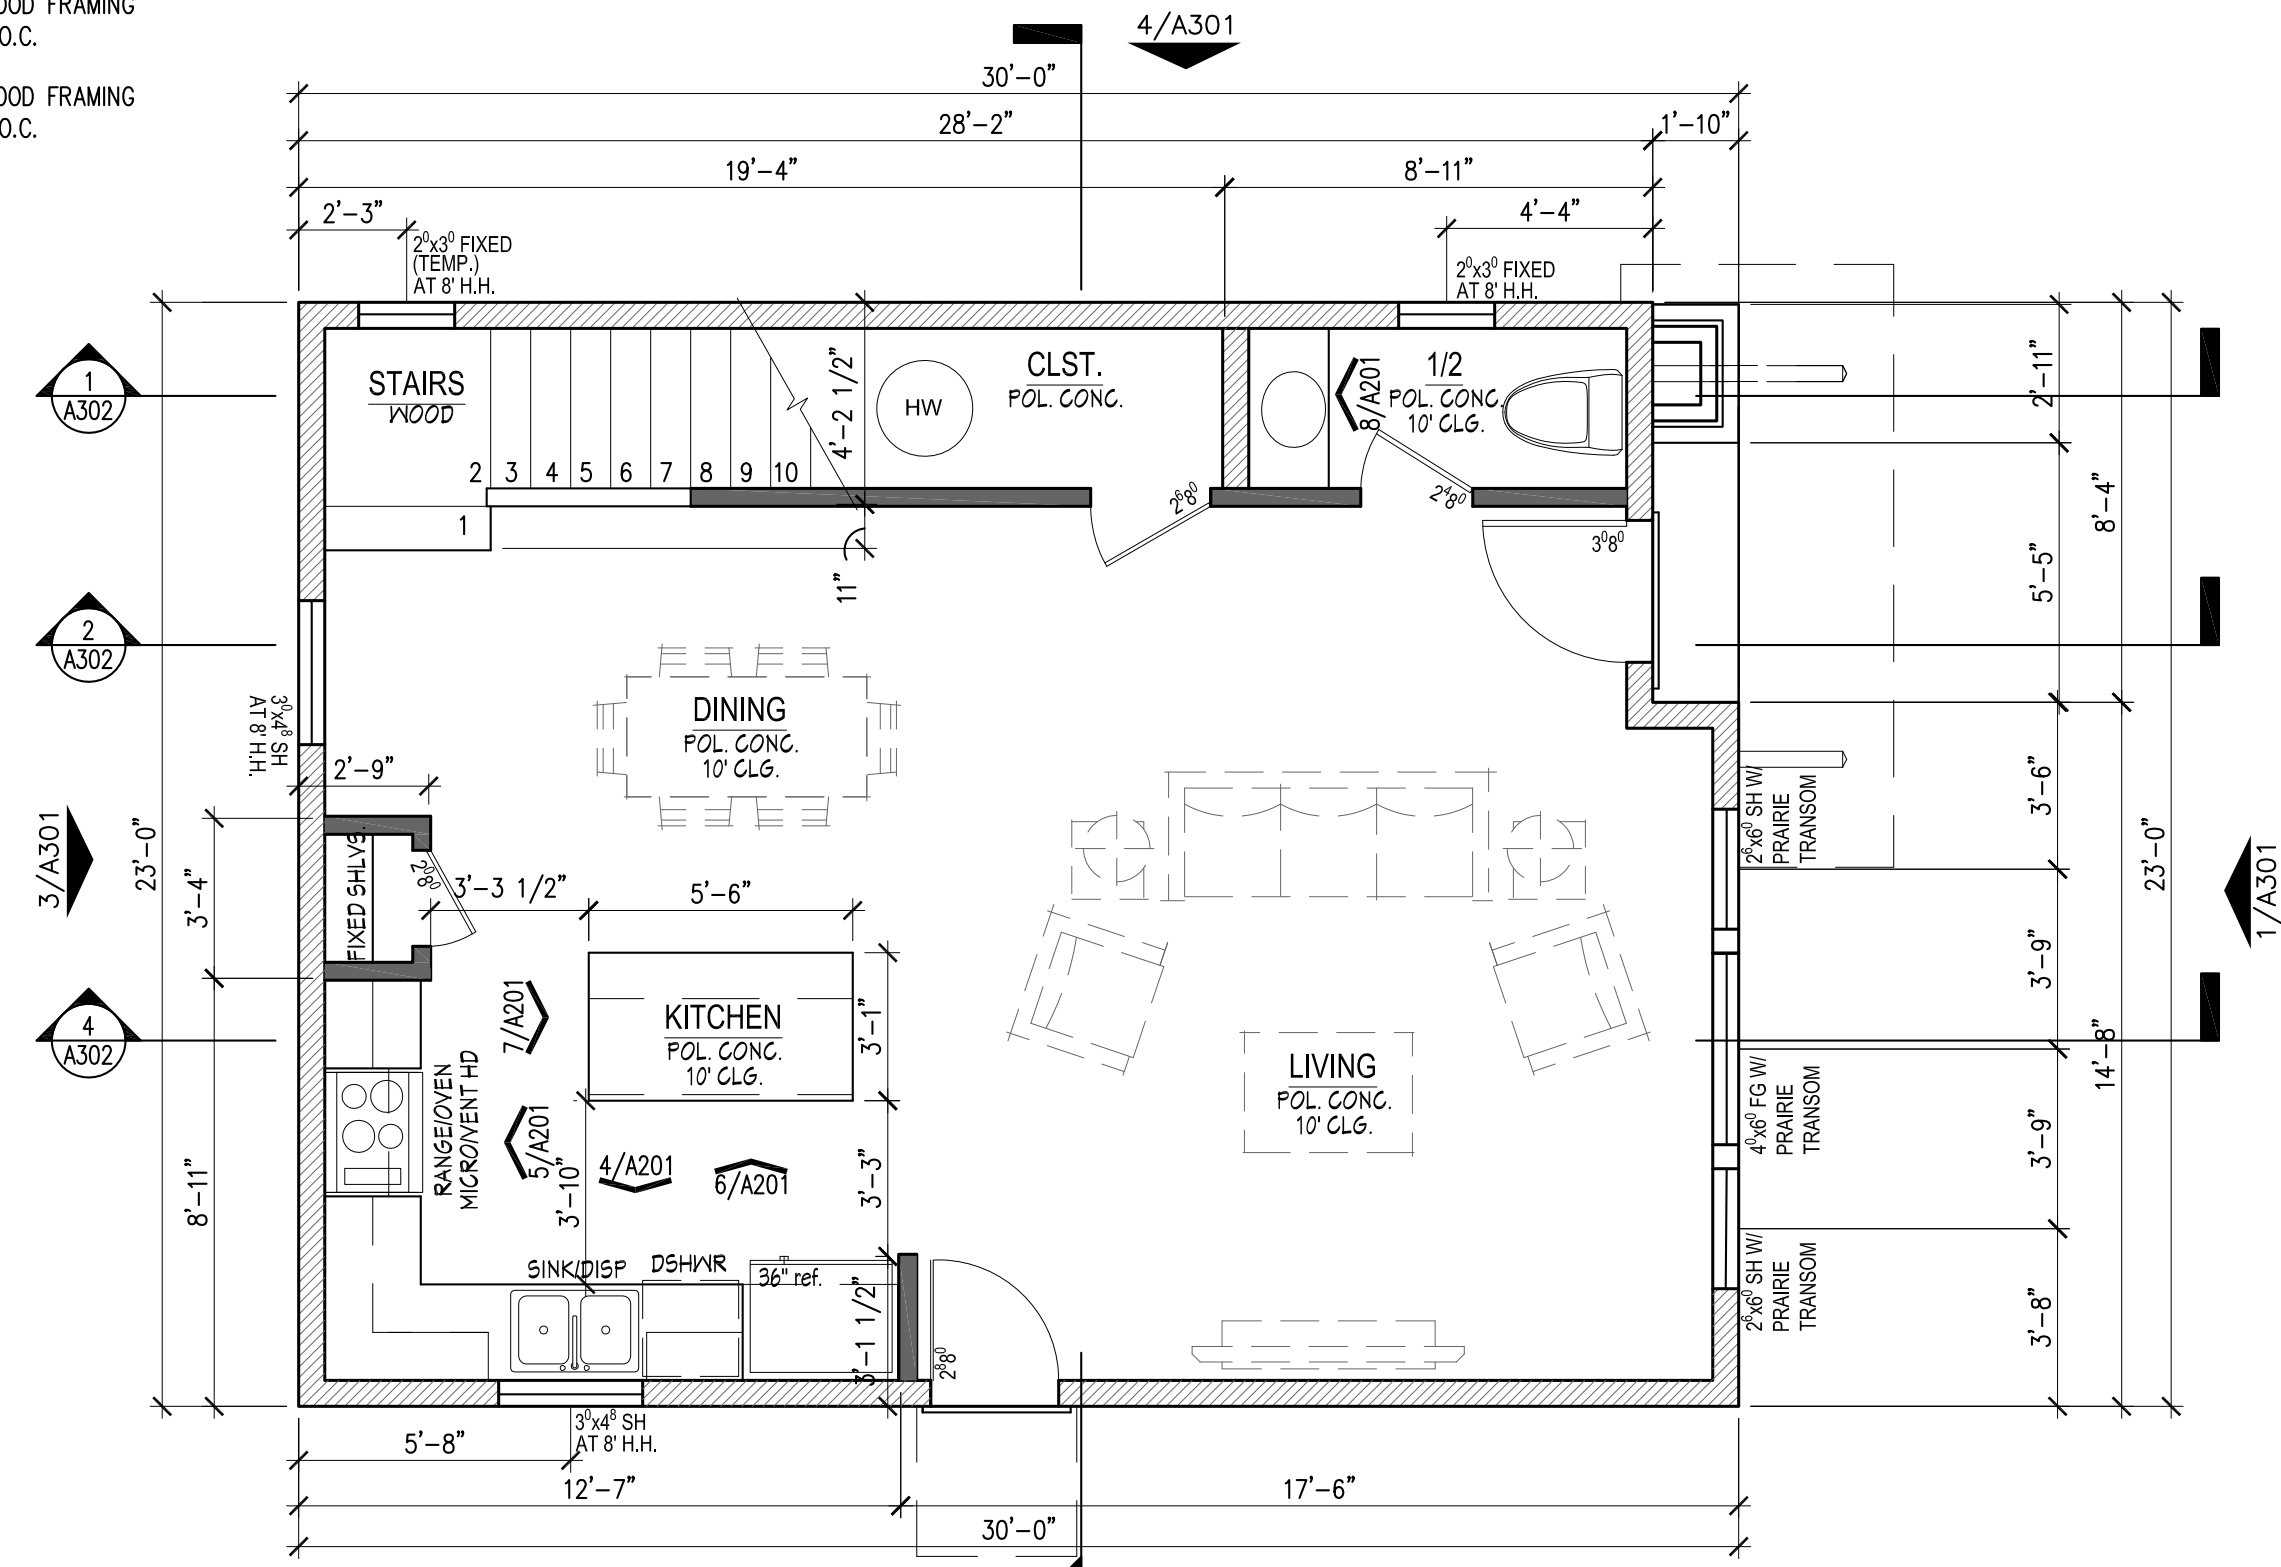 OOD FRAMING
O.C.
OOD FRAMING
O.C.
4/A301
30'-0"
28'-2"
1'-10"
19'-4"
8'-11"
2'-3"
4'-4"
2⁰x3⁰ FIXED
(TEMP.)
AT 8' H.H.
2⁰x3⁰ FIXED
AT 8' H.H.
1
A302
STAIRS
WOOD
2 3 4 5 6 7 8 9 10
1
4'-2 1/2"
11"
HW
CLST.
POL. CONC.
8/A201
1/2
POL. CONC.
10' CLG.
2⁶8⁰
2⁴8⁰
3⁰8⁰
2'-11"
8'-4"
5'-5"
2
A302
3⁰x4⁸ SH
AT 8' H.H.
DINING
POL. CONC.
10' CLG.
2'-9"
3/A301
23'-0"
3'-4"
FIXED SHLVS.
2⁰8⁰
3'-3 1/2"
5'-6"
3'-6"
2⁶x6⁰ SH W/
PRAIRIE
TRANSOM
23'-0"
1/A301
3'-9"
4
A302
7/A201
KITCHEN
POL. CONC.
10' CLG.
3'-1"
LIVING
POL. CONC.
10' CLG.
14'-8"
4⁰x6⁰ FG W/
PRAIRIE
TRANSOM
RANGE/OVEN
MICRO/VENT HD
5/A201
3'-10"
4/A201
6/A201
3'-3"
3'-9"
8'-11"
SINK/DISP
DSHWR
36" ref.
3'-1 1/2"
2⁸8⁰
2⁶x6⁰ SH W/
PRAIRIE
TRANSOM
3'-8"
3⁰x4⁸ SH
AT 8' H.H.
5'-8"
12'-7"
17'-6"
30'-0"